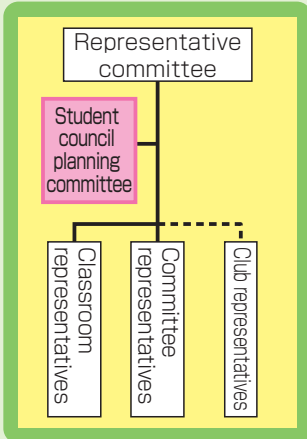 Representative
committee
Student
council
planning
committee
Classroom
representatives
Committee
representatives
Club representatives